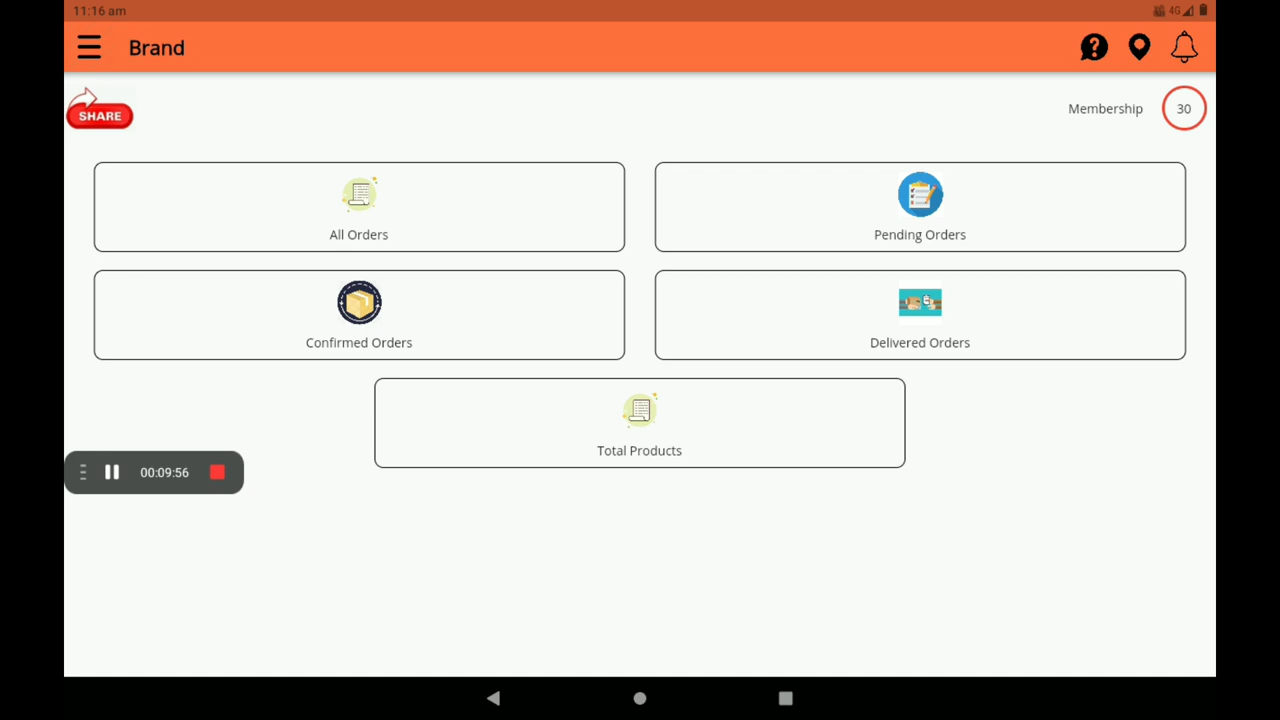 11:16 am
4G
Brand
SHARE
Membership
30
All Orders
Pending Orders
Confirmed Orders
Delivered Orders
Total Products
00:09:56